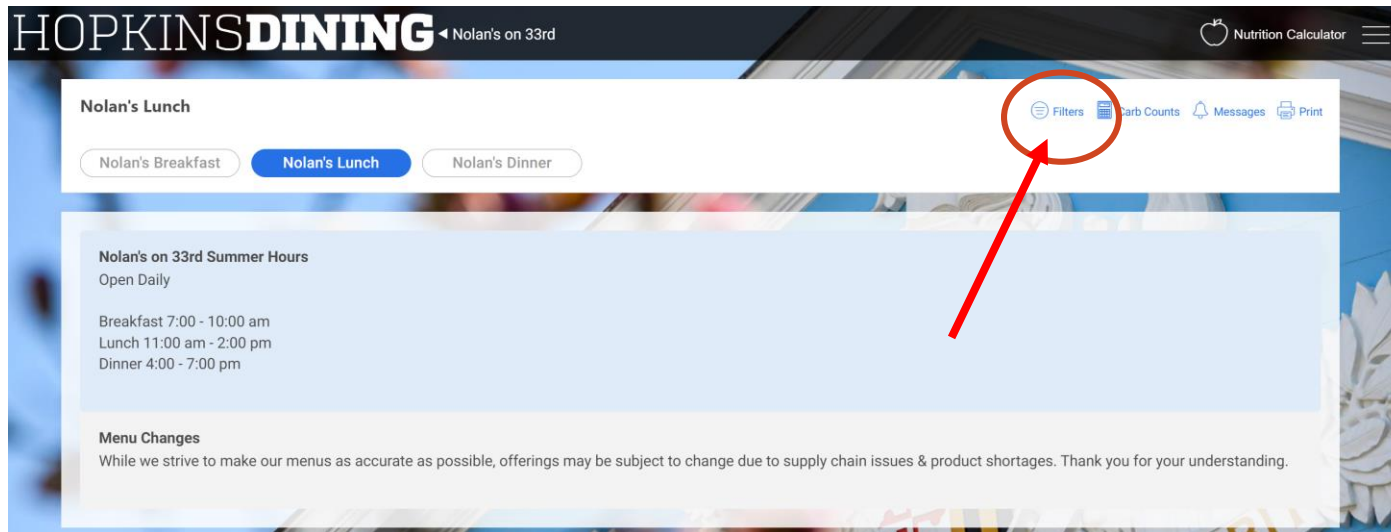 HOPKINSDINING ◄ Nolan's on 33rd
Nutrition Calculator
Nolan's Lunch
Filters Carb Counts Messages Print
Nolan's Breakfast Nolan's Lunch Nolan's Dinner
Nolan's on 33rd Summer Hours
Open Daily
Breakfast 7:00 - 10:00 am
Lunch 11:00 am - 2:00 pm
Dinner 4:00 - 7:00 pm
Menu Changes
While we strive to make our menus as accurate as possible, offerings may be subject to change due to supply chain issues & product shortages. Thank you for your understanding.